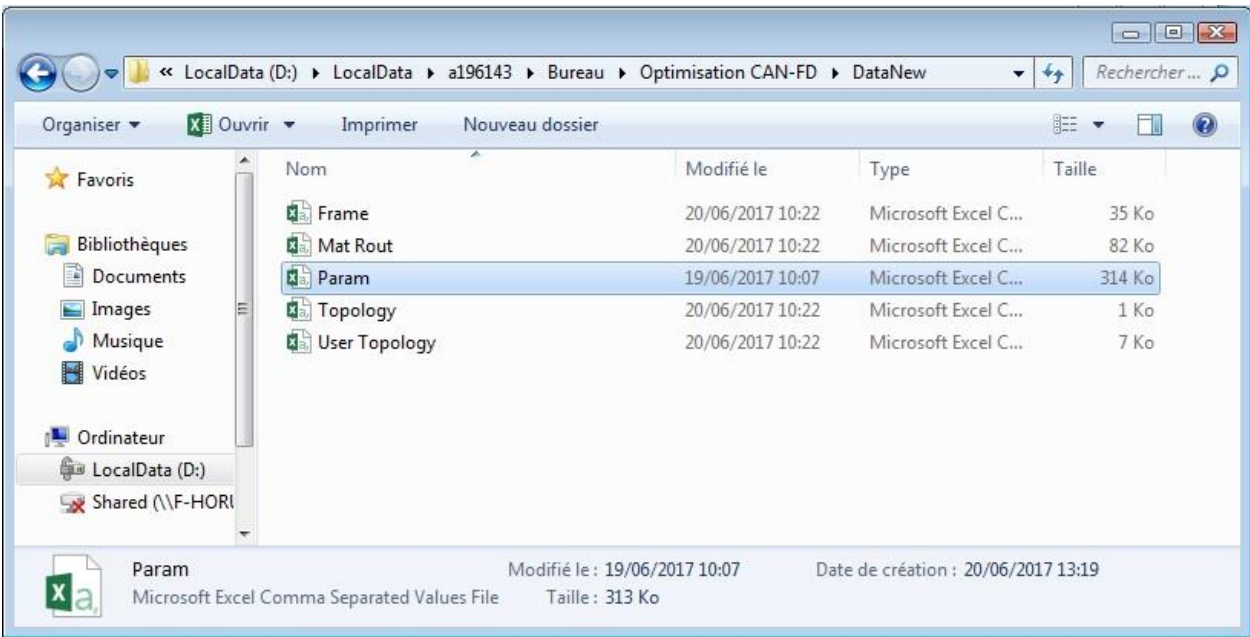 « LocalData (D:) ▸ LocalData ▸ a196143 ▸ Bureau ▸ Optimisation CAN-FD ▸ DataNew Rechercher ...
Organiser Ouvrir Imprimer Nouveau dossier
Favoris
Bibliothèques
Documents
Images
Musique
Vidéos
Ordinateur
LocalData (D:)
Shared (\\F-HORU
Nom Modifié le Type Taille
Frame 20/06/2017 10:22 Microsoft Excel C... 35 Ko
Mat Rout 20/06/2017 10:22 Microsoft Excel C... 82 Ko
Param 19/06/2017 10:07 Microsoft Excel C... 314 Ko
Topology 20/06/2017 10:22 Microsoft Excel C... 1 Ko
User Topology 20/06/2017 10:22 Microsoft Excel C... 7 Ko
Param Modifié le : 19/06/2017 10:07 Date de création : 20/06/2017 13:19
Microsoft Excel Comma Separated Values File Taille : 313 Ko